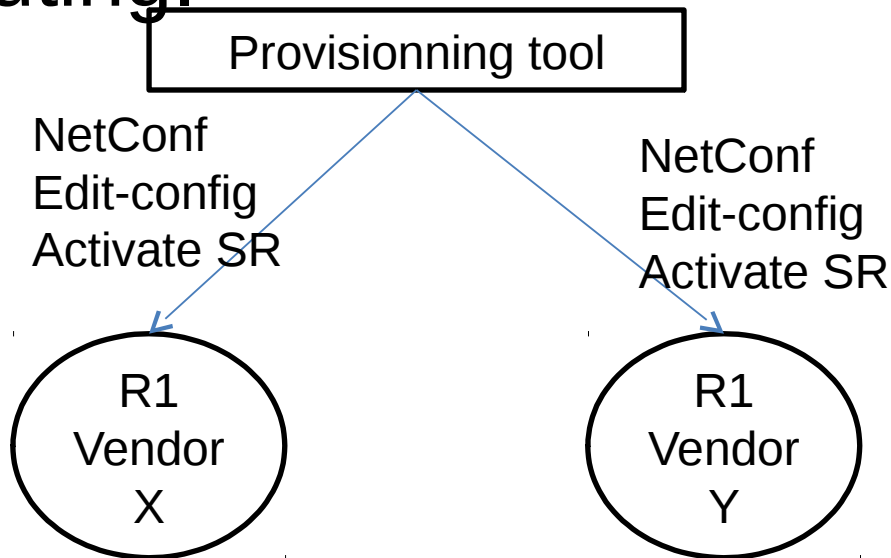 Provisionning tool
NetConf
Edit-config
Activate SR
NetConf
Edit-config
Activate SR
R1
Vendor
X
R1
Vendor
Y